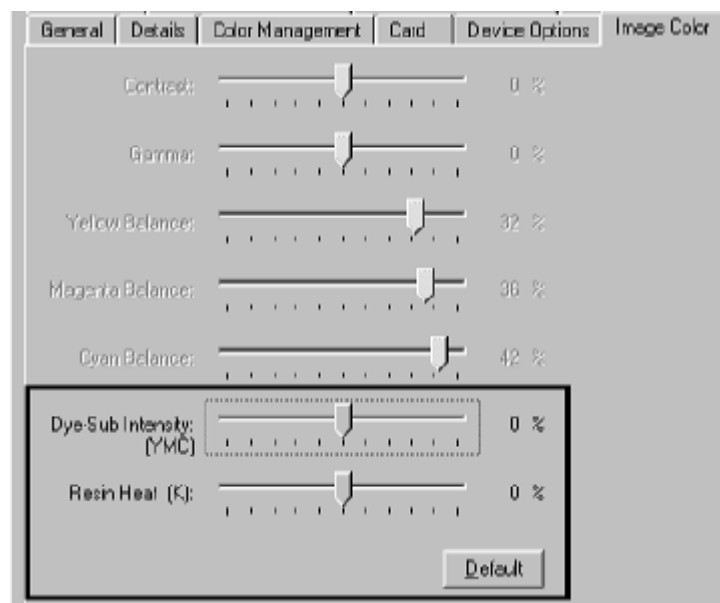 General Details Color Management Card Device Options Image Color
Contrast: 0 %
Gamma: 0 %
Yellow Balance: 32 %
Magenta Balance: 36 %
Cyan Balance: 42 %
Dye-Sub Intensity: 0 %
(YMC)
Resin Heat (K): 0 %
Default